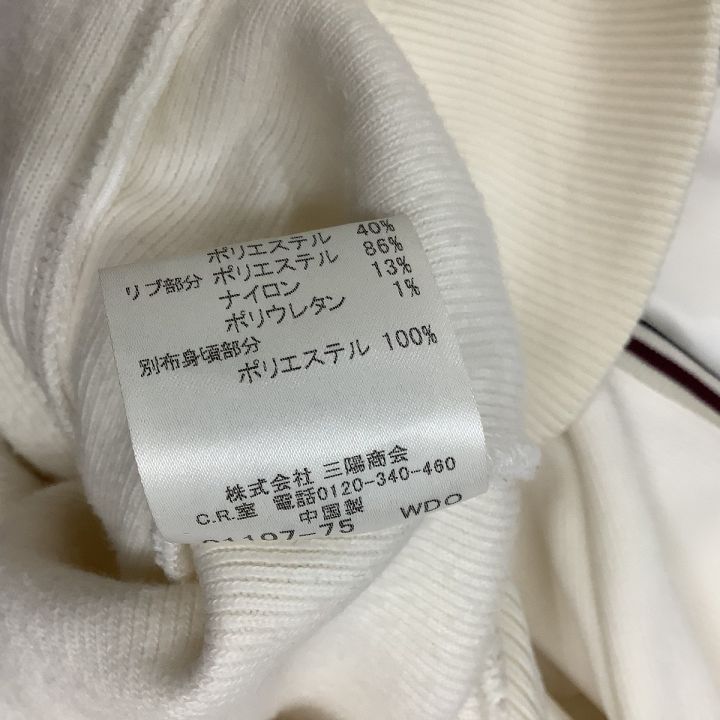 ポリエステル 40%
リブ部分 ポリエステル 86%
ナイロン 13%
ポリウレタン 1%
別布身頃部分
ポリエステル 100%
株式会社 三陽商会
C.R.室 電話0120-340-460
中国製 WDO